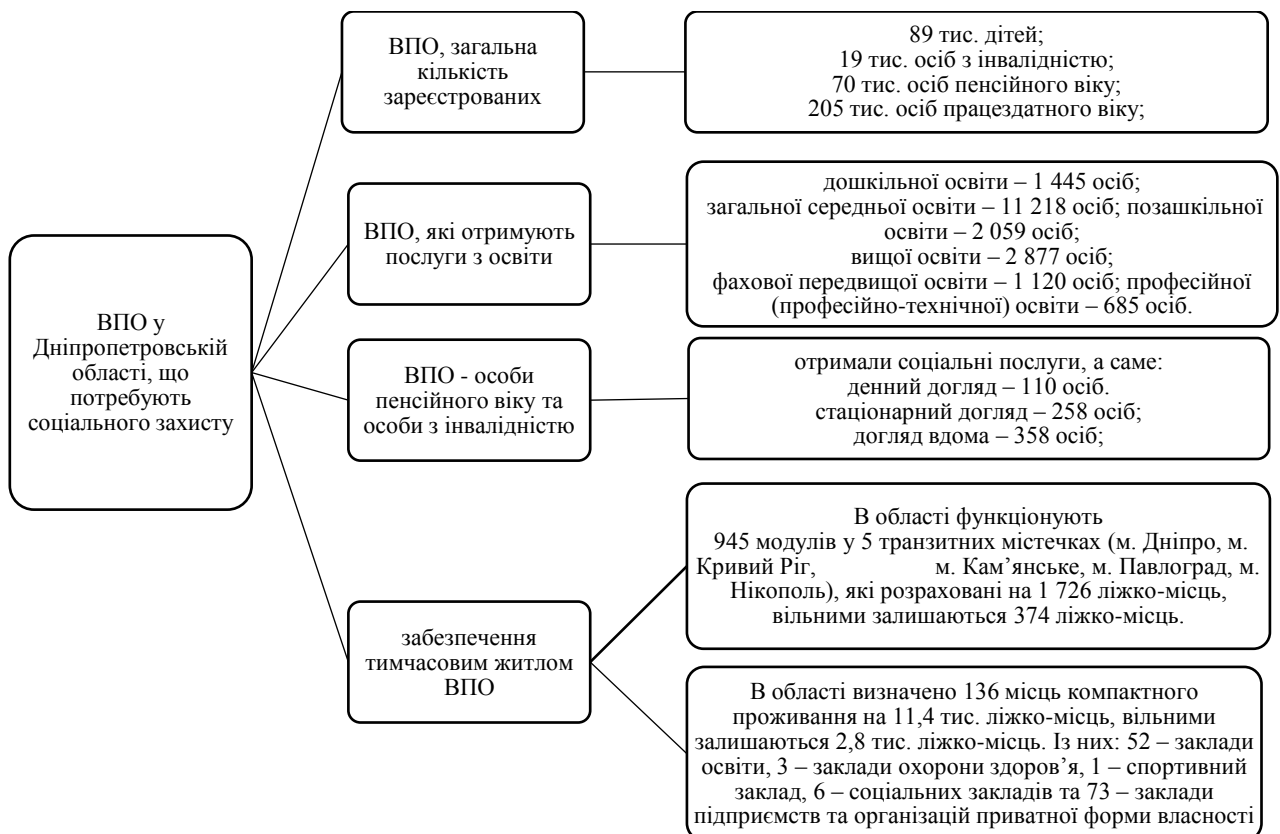 ВПО у
Дніпропетровській
області, що
потребують
соціального захисту
ВПО, загальна
кількість
зареєстрованих
89 тис. дітей;
19 тис. осіб з інвалідністю;
70 тис. осіб пенсійного віку;
205 тис. осіб працездатного віку;
ВПО, які отримують
послуги з освіти
дошкільної освіти – 1 445 осіб;
загальної середньої освіти – 11 218 осіб; позашкільної
освіти – 2 059 осіб;
вищої освіти – 2 877 осіб;
фахової передвищої освіти – 1 120 осіб; професійної
(професійно-технічної) освіти – 685 осіб.
ВПО - особи
пенсійного віку та
особи з інвалідністю
отримали соціальні послуги, а саме:
денний догляд – 110 осіб.
стаціонарний догляд – 258 осіб;
догляд вдома – 358 осіб;
забезпечення
тимчасовим житлом
ВПО
В області функціонують
945 модулів у 5 транзитних містечках (м. Дніпро, м.
Кривий Ріг, м. Кам’янське, м. Павлоград, м.
Нікополь), які розраховані на 1 726 ліжко-місць,
вільними залишаються 374 ліжко-місць.
В області визначено 136 місць компактного
проживання на 11,4 тис. ліжко-місць, вільними
залишаються 2,8 тис. ліжко-місць. Із них: 52 – заклади
освіти, 3 – заклади охорони здоров’я, 1 – спортивний
заклад, 6 – соціальних закладів та 73 – заклади
підприємств та організацій приватної форми власності